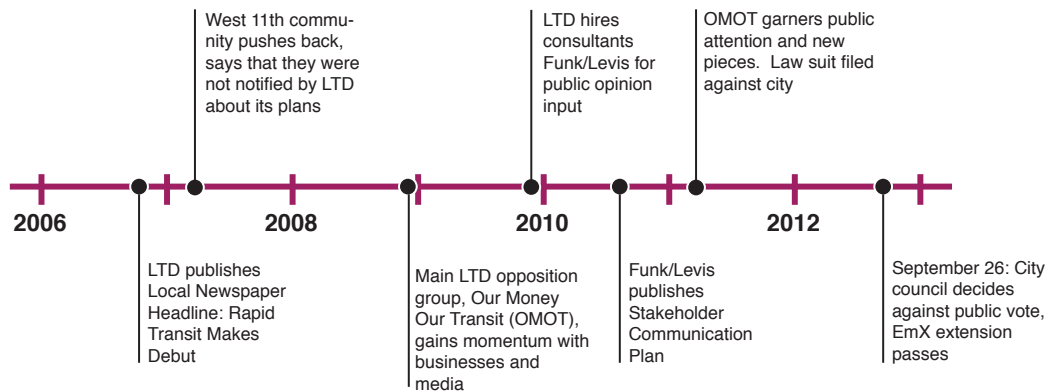 West 11th commu-
nity pushes back,
says that they were
not notified by LTD
about its plans
LTD hires
consultants
Funk/Levis for
public opinion
input
OMOT garners public
attention and new
pieces.  Law suit filed
against city
2006
2008
2010
2012
LTD publishes
Local Newspaper
Headline: Rapid
Transit Makes
Debut
Main LTD opposition
group, Our Money
Our Transit (OMOT),
gains momentum with
businesses and
media
Funk/Levis
publishes
Stakeholder
Communication
Plan
September 26: City
council decides
against public vote,
EmX extension
passes